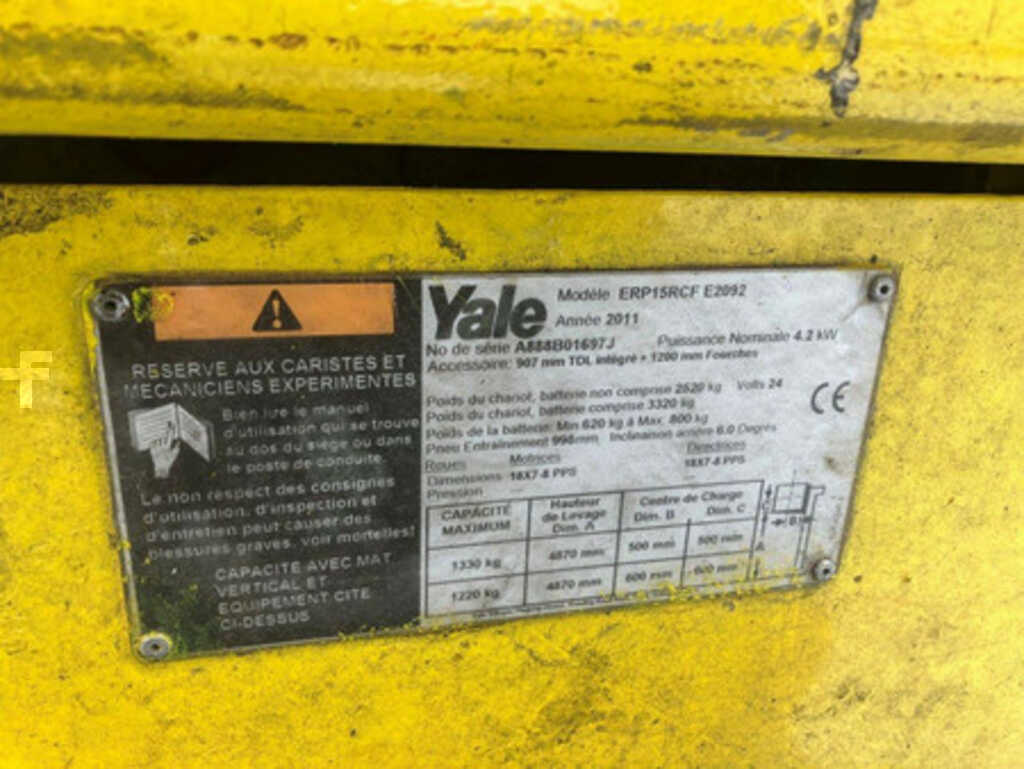 RESERVE AUX CARISTES ET
MECANICIENS EXPERIMENTES
Bien lire le manuel
d'utilisation qui se trouve
au dos du siège ou dans
le poste de conduite.
Le non respect des consignes
d'utilisation, d'inspection et
d'entretien peut causer des
blessures graves, voir mortelles!
CAPACITE AVEC MAT
VERTICAL ET
EQUIPEMENT CITE
CI-DESSUS
Yale
Modèle ERP15RCF E2092
Année 2011
No de série A888B01697J Puissance Nominale 4.2 kW
Accessoire: 907 mm TDL intégré + 1200 mm Fourches
Poids du chariot, batterie non comprise 2520 kg Volts 24
Poids du chariot, batterie comprise 3320 kg
Poids de la batterie: Min 620 kg à Max. 800 kg
Pneu Entraînement 998mm Inclinaison arrière 6.0 Degrés
Roues Motrices Directrices
Dimensions 18X7-8 PPS 18X7-8 PPS
Pression
CE
CAPACITÉ MAXIMUM Hauteur de Levage Dim. A Centre de Charge Dim. B Dim. C
1330 kg 4870 mm 500 mm 500 mm
1220 kg 4870 mm 600 mm 600 mm
C
B
A